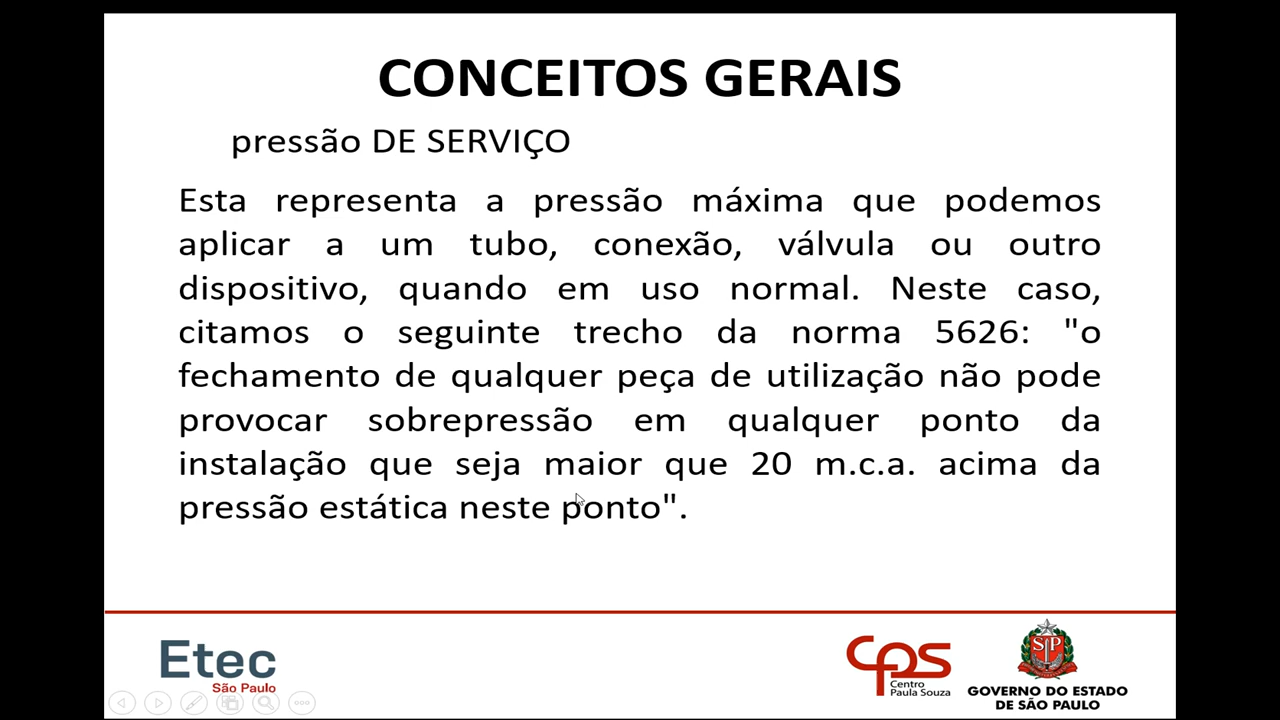 CONCEITOS GERAIS
pressão DE SERVIÇO
Esta representa a pressão máxima que podemos
aplicar a um tubo, conexão, válvula ou outro
dispositivo, quando em uso normal. Neste caso,
citamos o seguinte trecho da norma 5626: "o
fechamento de qualquer peça de utilização não pode
provocar sobrepressão em qualquer ponto da
instalação que seja maior que 20 m.c.a. acima da
pressão estática neste ponto".
Etec
São Paulo
CPS
Centro
Paula Souza
SP
GOVERNO DO ESTADO
DE SÃO PAULO